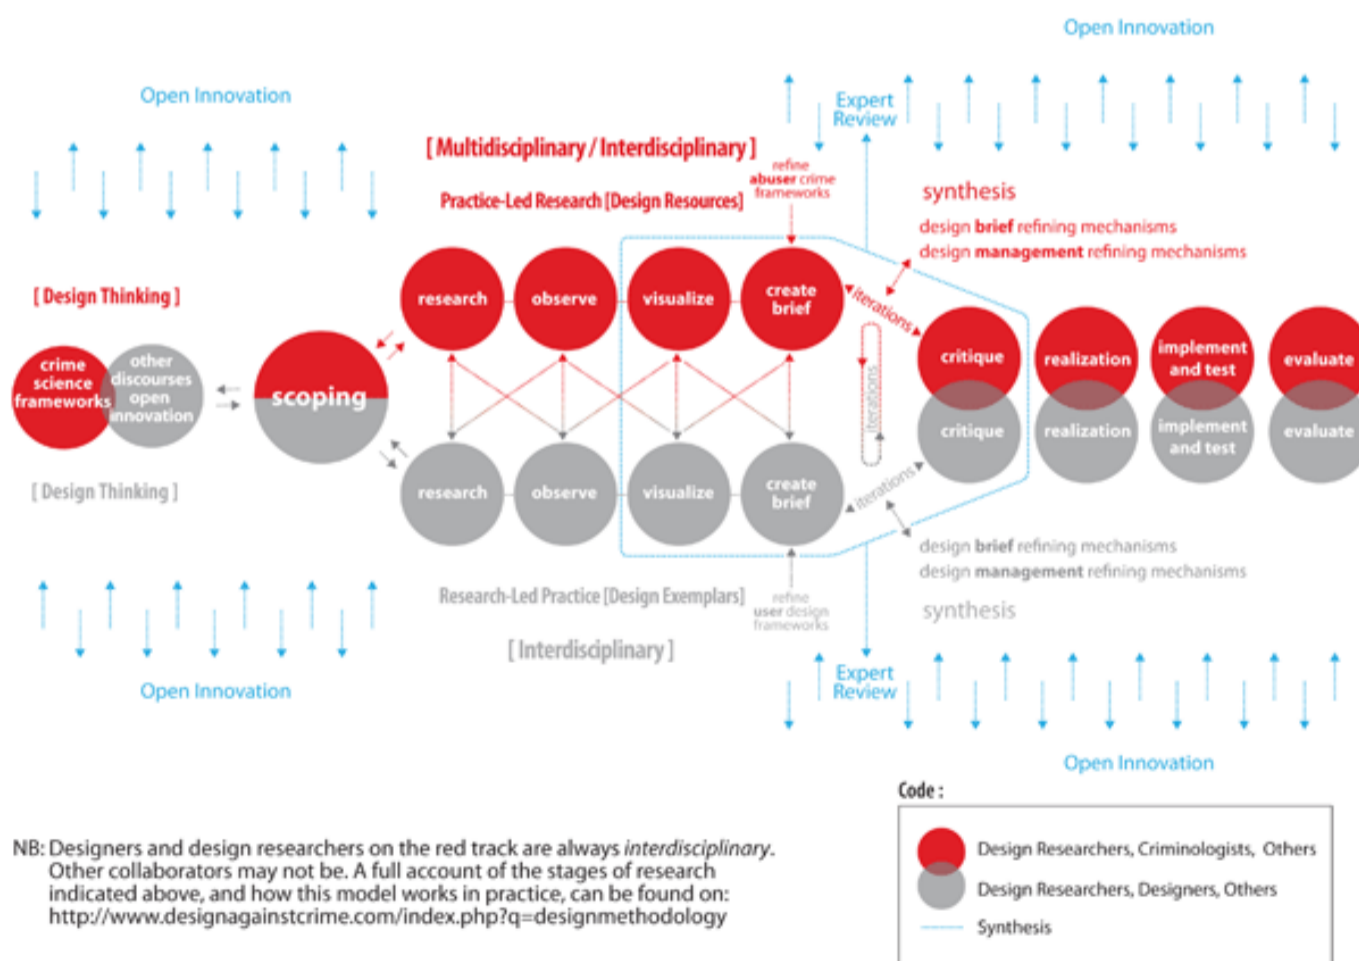 Open Innovation
Open Innovation
Expert
Review
[ Multidisciplinary / Interdisciplinary ]
refine
abuser crime
frameworks
Practice-Led Research [Design Resources]
synthesis
design brief refining mechanisms
design management refining mechanisms
[ Design Thinking ]
research
observe
visualize
create
brief
iterations
crime
science
frameworks
other
discourses
open
innovation
scoping
iterations
critique
realization
implement
and test
evaluate
critique
realization
implement
and test
evaluate
[ Design Thinking ]
research
observe
visualize
create
brief
iterations
design brief refining mechanisms
design management refining mechanisms
synthesis
Research-Led Practice [Design Exemplars]
refine
user design
frameworks
[ Interdisciplinary ]
Expert
Review
Open Innovation
Open Innovation
Code :
Design Researchers, Criminologists, Others
Design Researchers, Designers, Others
Synthesis
NB: Designers and design researchers on the red track are always interdisciplinary.
Other collaborators may not be. A full account of the stages of research
indicated above, and how this model works in practice, can be found on:
http://www.designagainstcrime.com/index.php?q=designmethodology